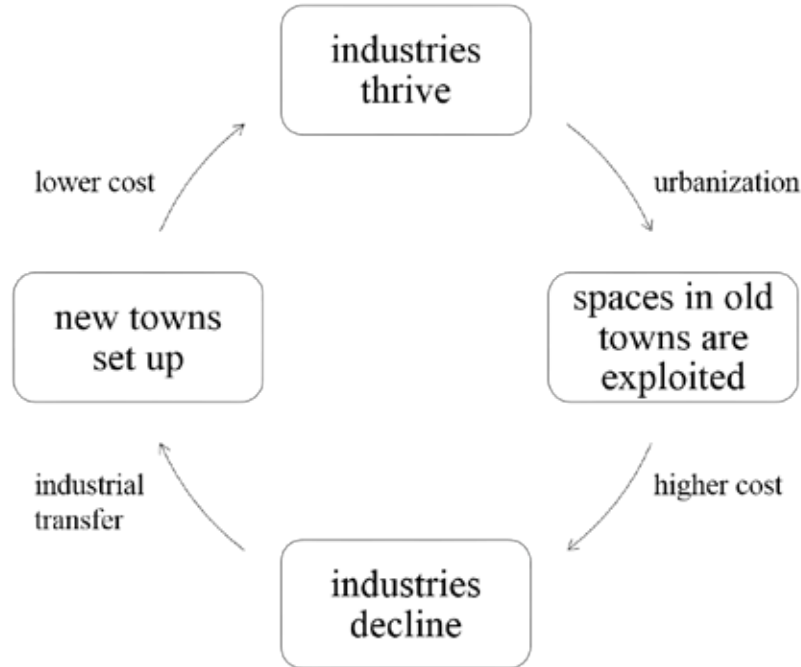 industries
thrive
lower cost
urbanization
new towns
set up
spaces in old
towns are
exploited
industrial
transfer
higher cost
industries
decline